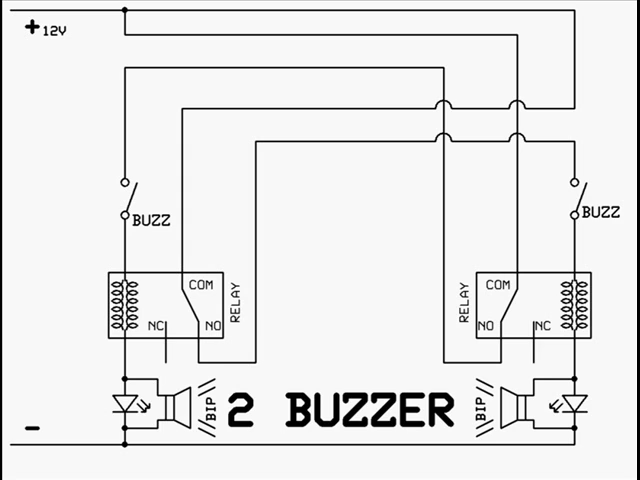 + 12V
BUZZ
BUZZ
COM
RELAY
NC
NO
RELAY
COM
NO
NC
BIP
2 BUZZER
BIP
-